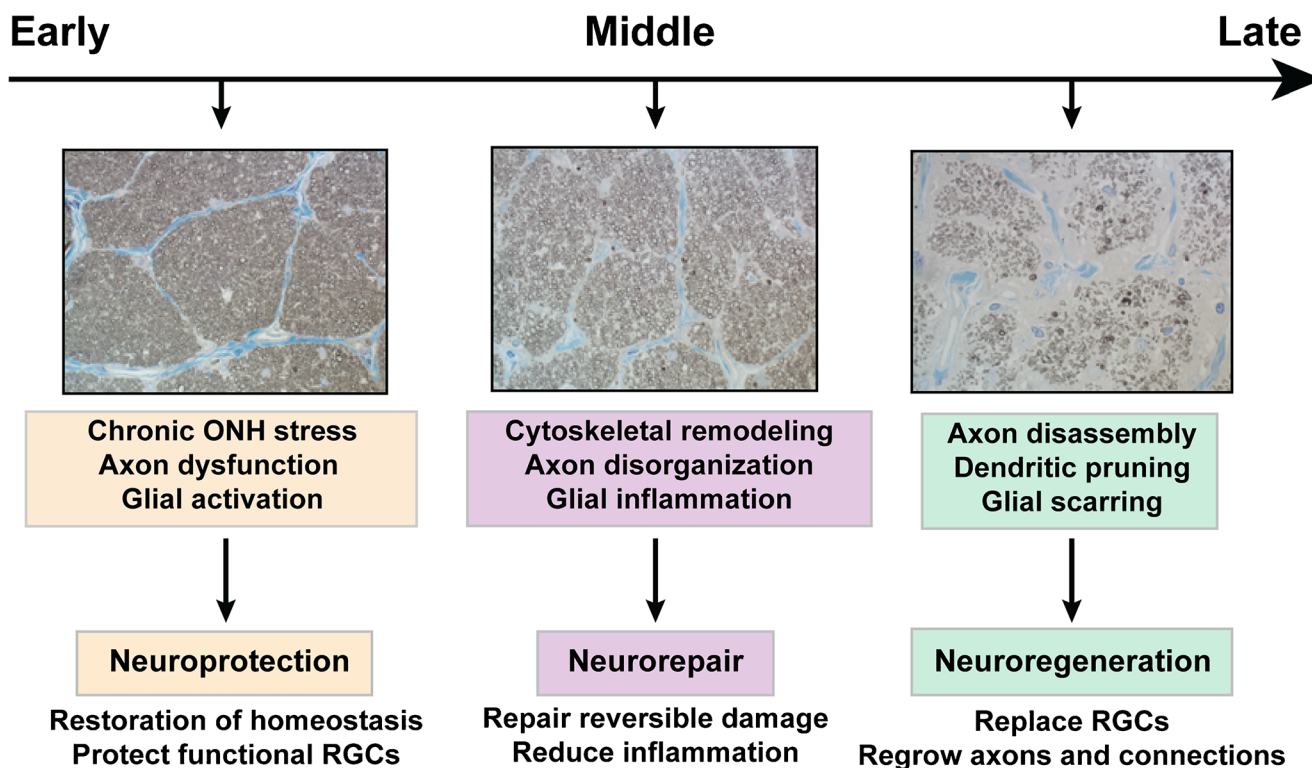 Early
Middle
Late
Chronic ONH stress
Axon dysfunction
Glial activation
Cytoskeletal remodeling
Axon disorganization
Glial inflammation
Axon disassembly
Dendritic pruning
Glial scarring
Neuroprotection
Neurorepair
Neuroregeneration
Restoration of homeostasis
Protect functional RGCs
Repair reversible damage
Reduce inflammation
Replace RGCs
Regrow axons and connections